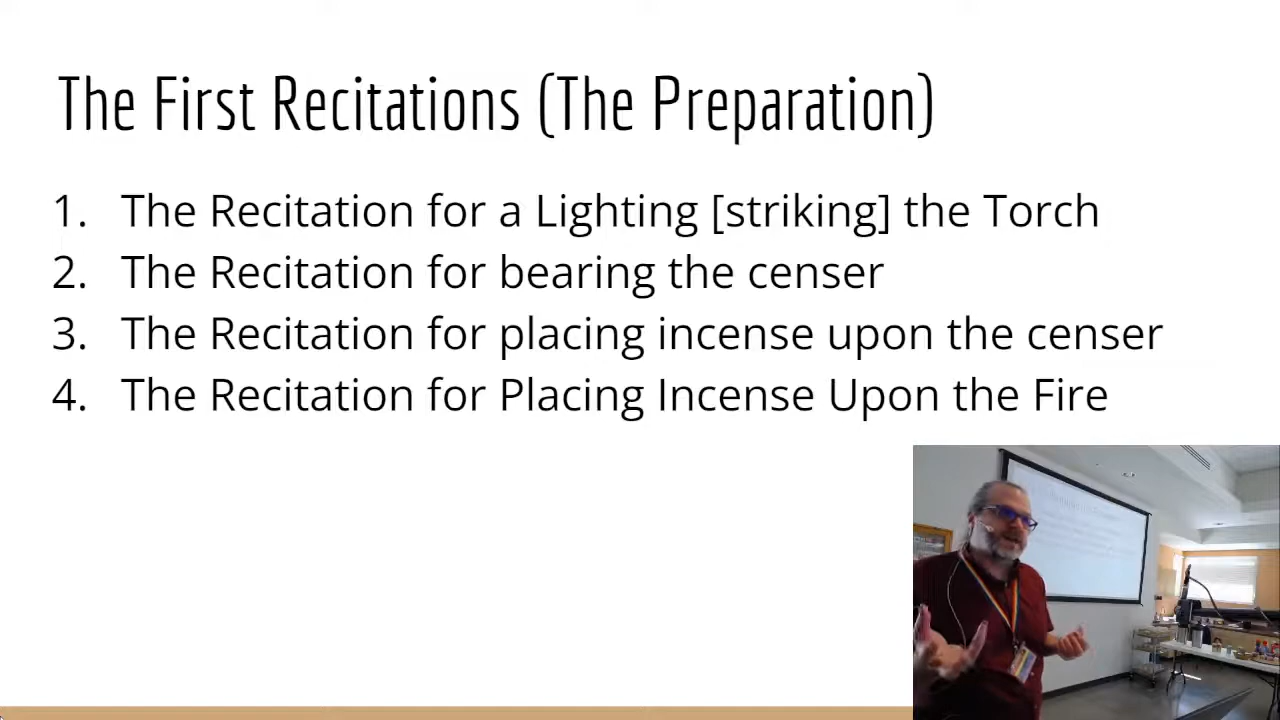 The First Recitations (The Preparation)
1. The Recitation for a Lighting [striking] the Torch
2. The Recitation for bearing the censer
3. The Recitation for placing incense upon the censer
4. The Recitation for Placing Incense Upon the Fire